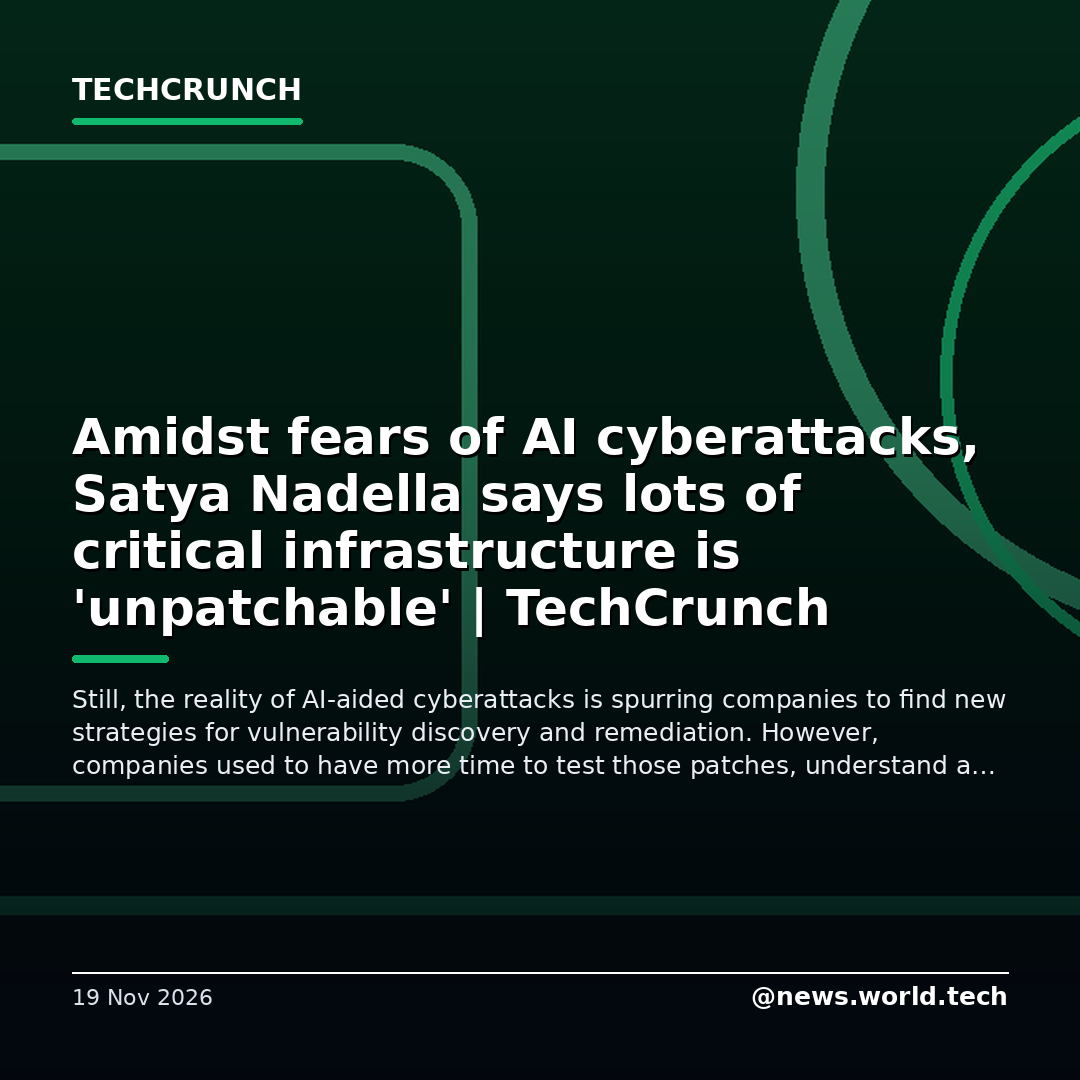 TECHCRUNCH
Amidst fears of AI cyberattacks,
Satya Nadella says lots of
critical infrastructure is
'unpatchable' | TechCrunch
Still, the reality of AI-aided cyberattacks is spurring companies to find new
strategies for vulnerability discovery and remediation. However,
companies used to have more time to test those patches, understand a…
19 Nov 2026
@news.world.tech